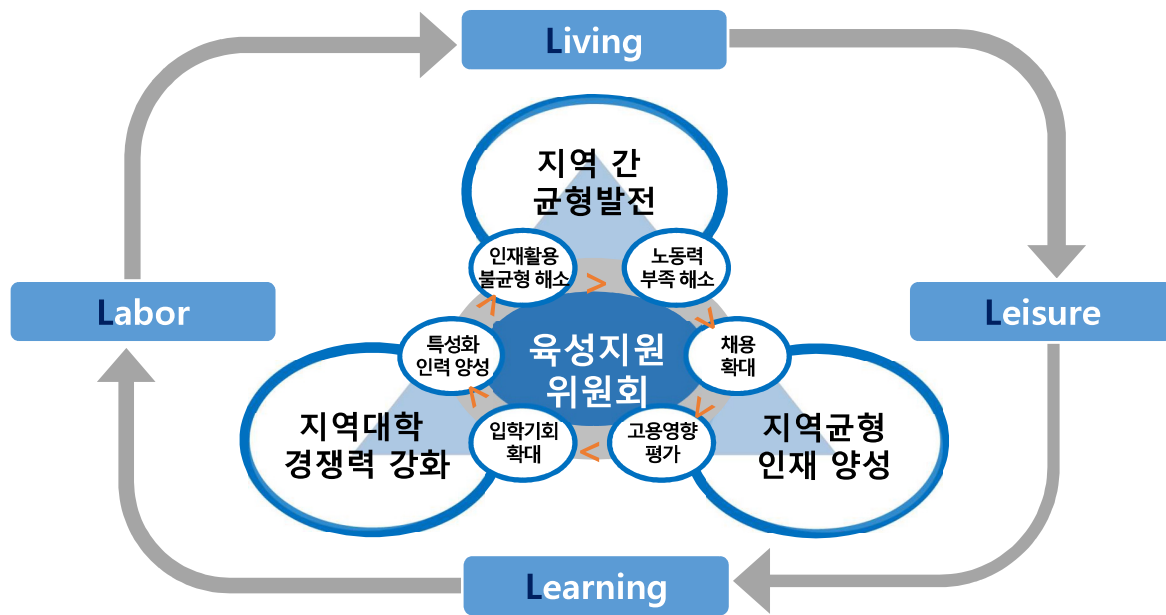 Living
지역 간
균형발전
인재활용
불균형 해소
노동력
부족 해소
>
>
Labor
Leisure
특성화
인력 양성
육성지원
위원회
채용
확대
>
>
지역대학
경쟁력 강화
입학기회
확대
<
고용영향
평가
>
지역균형
인재 양성
Learning